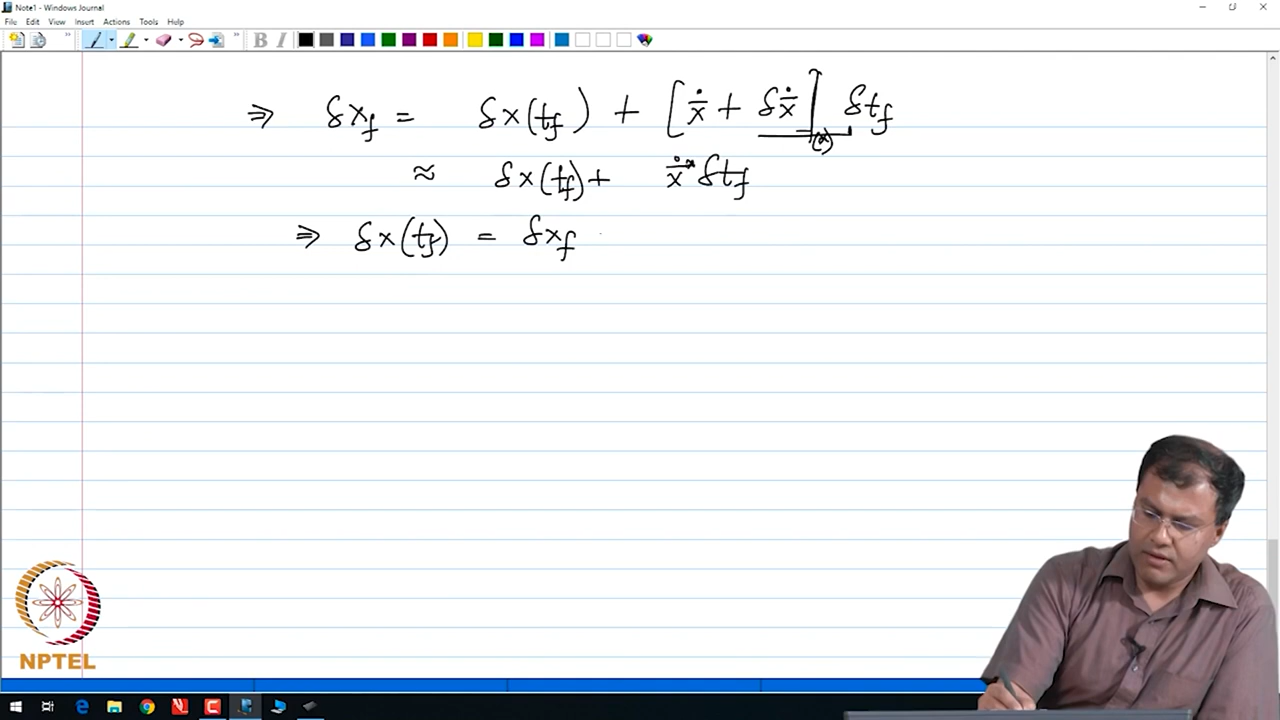 Note1 - Windows Journal
File Edit View Insert Actions Tools Help
B I
⇒ δx_f = δx(t_f) + [ẋ + δẋ]|_(*) δt_f
≈ δx(t_f) + ẋ* δt_f
⇒ δx(t_f) = δx_f
NPTEL